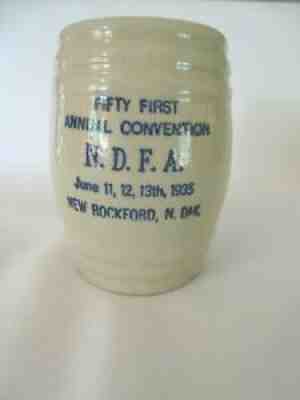 FIFTY FIRST
ANNUAL CONVENTION
N. D. F. A.
June 11, 12, 13th, 1935
NEW ROCKFORD, N. DAK.